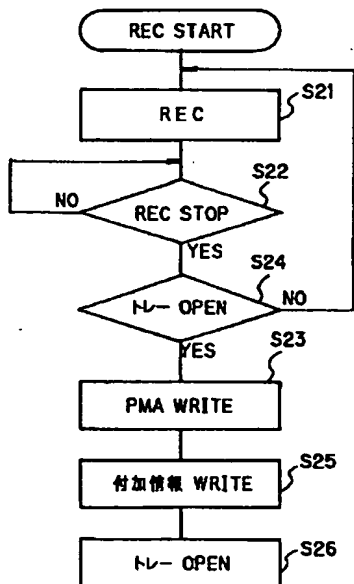 REC START
REC
S21
REC STOP
S22
NO
YES
トレー OPEN
S24
NO
YES
PMA WRITE
S23
付加情報 WRITE
S25
トレー OPEN
S26